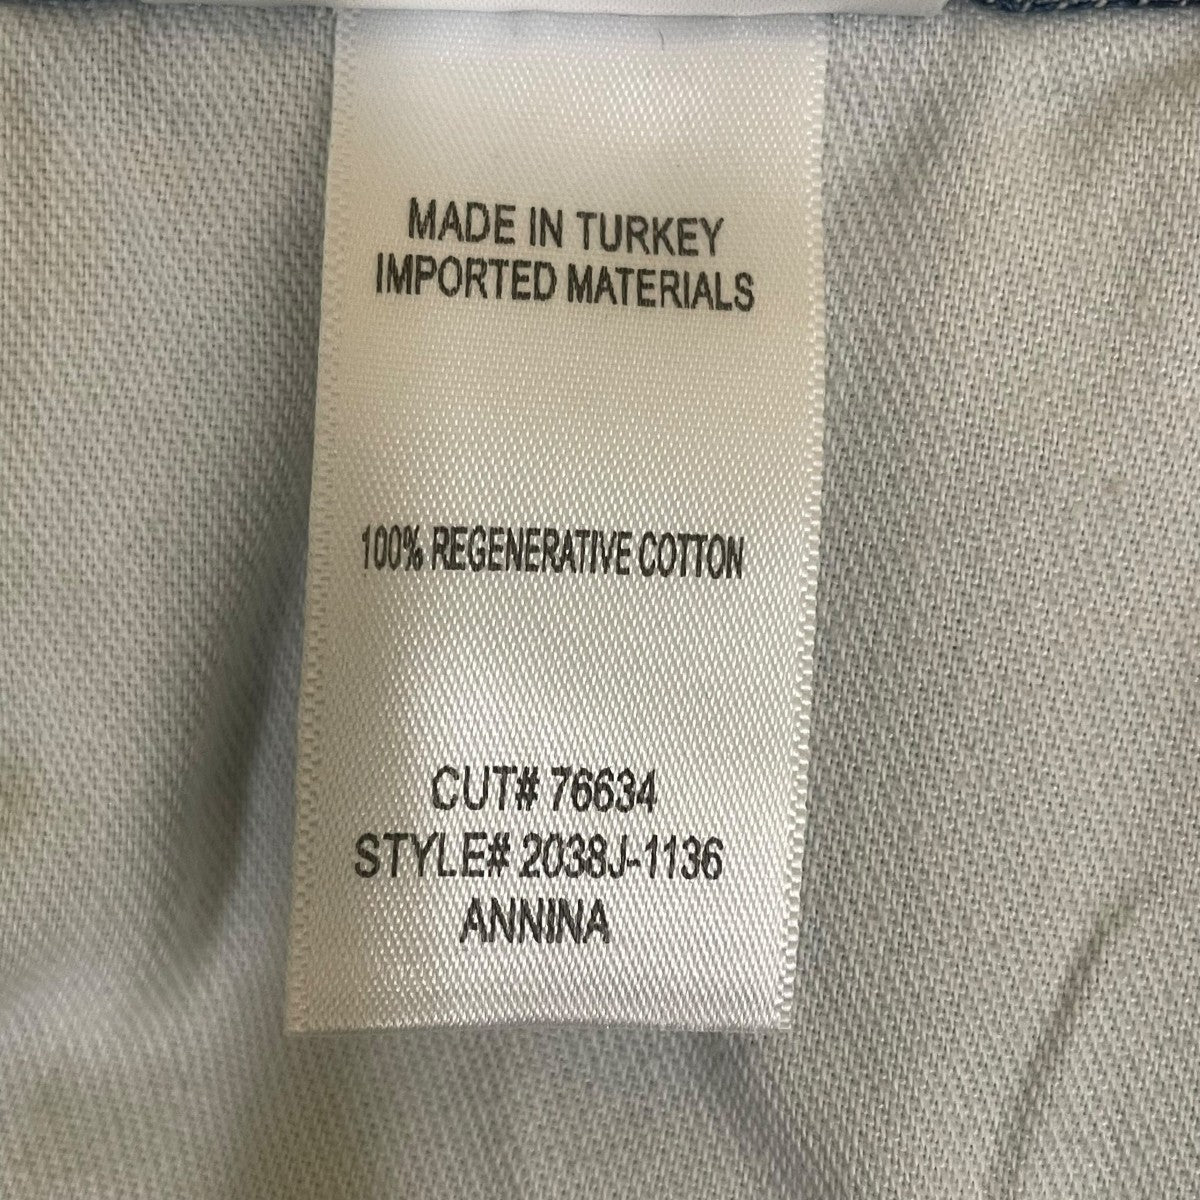 MADE IN TURKEY
IMPORTED MATERIALS
100% REGENERATIVE COTTON
CUT# 76634
STYLE# 2038J-1136
ANNINA